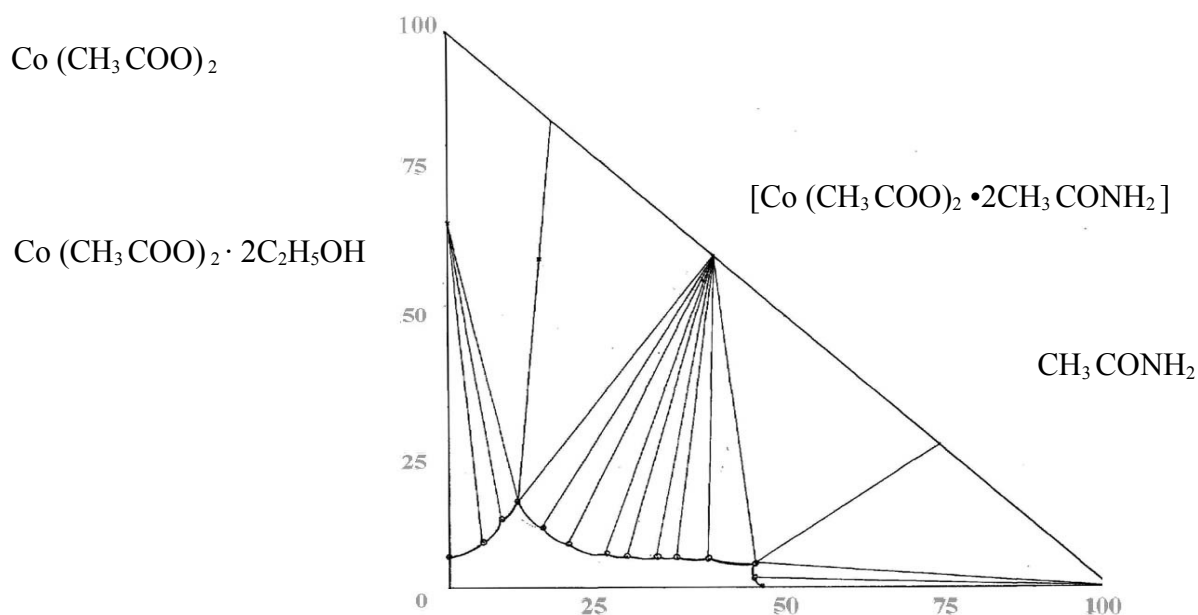 100
Co (CH₃ COO) ₂
75
[Co (CH₃ COO)₂ •2CH₃ CONH₂ ]
Co (CH₃ COO) ₂ · 2C₂H₅OH
50
CH₃ CONH₂
25
0 25 50 75 100